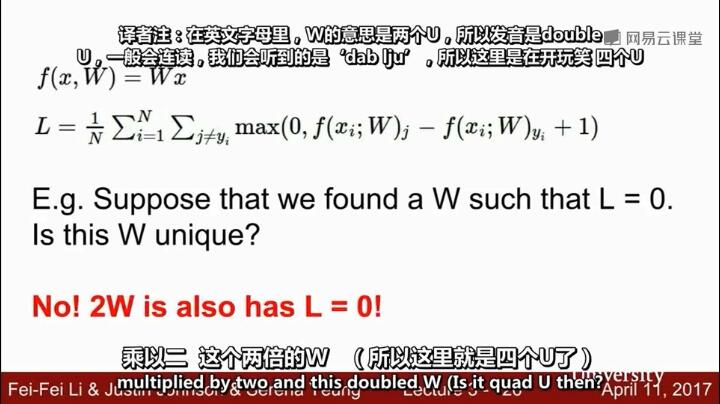 译者注：在英文字母里，W的意思是两个U，所以发音是double
U，一般会连读，我们会听到的是‘dab lju’，所以这里是在开玩笑 四个U
网易云课堂
f(x, W) = Wx
L = \frac{1}{N} \sum_{i=1}^{N} \sum_{j \neq y_i} max(0, f(x_i; W)_j − f(x_i; W)_{y_i} + 1)
E.g. Suppose that we found a W such that L = 0.
Is this W unique?
No! 2W is also has L = 0!
乘以二 这个两倍的W （所以这里就是四个U了）
multiplied by two and this doubled W (Is it quad U then?
Fei-Fei Li & Justin Johnson & Serena Yeung Lecture 3 - 26 April 11, 2017